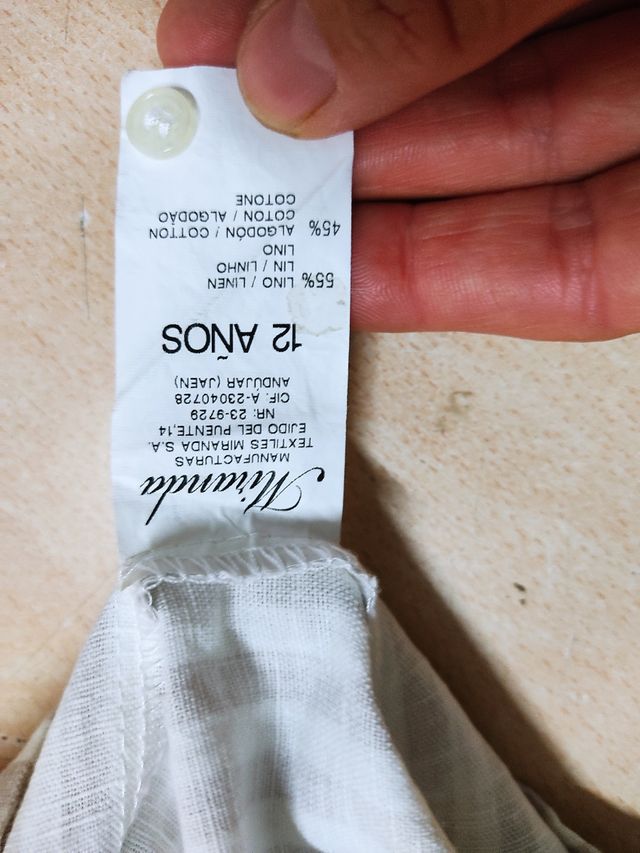 Miranda
MANUFACTURAS
TEXTILES MIRANDA S.A.
EJIDO DEL PUENTE,14
NR: 23-9729
CIF. A-23040728
ANDÚJAR (JAEN)
12 AÑOS
55% LINO / LINEN
LIN / LINHO
LINO
45% ALGODÓN / COTTON
COTON / ALGODÃO
COTONE